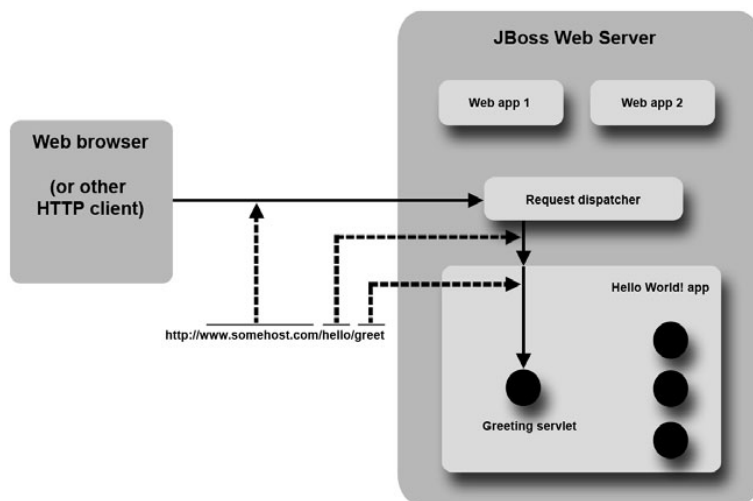 JBoss Web Server
Web app 1
Web app 2
Web browser
(or other
HTTP client)
Request dispatcher
Hello World! app
http://www.somehost.com/hello/greet
Greeting servlet